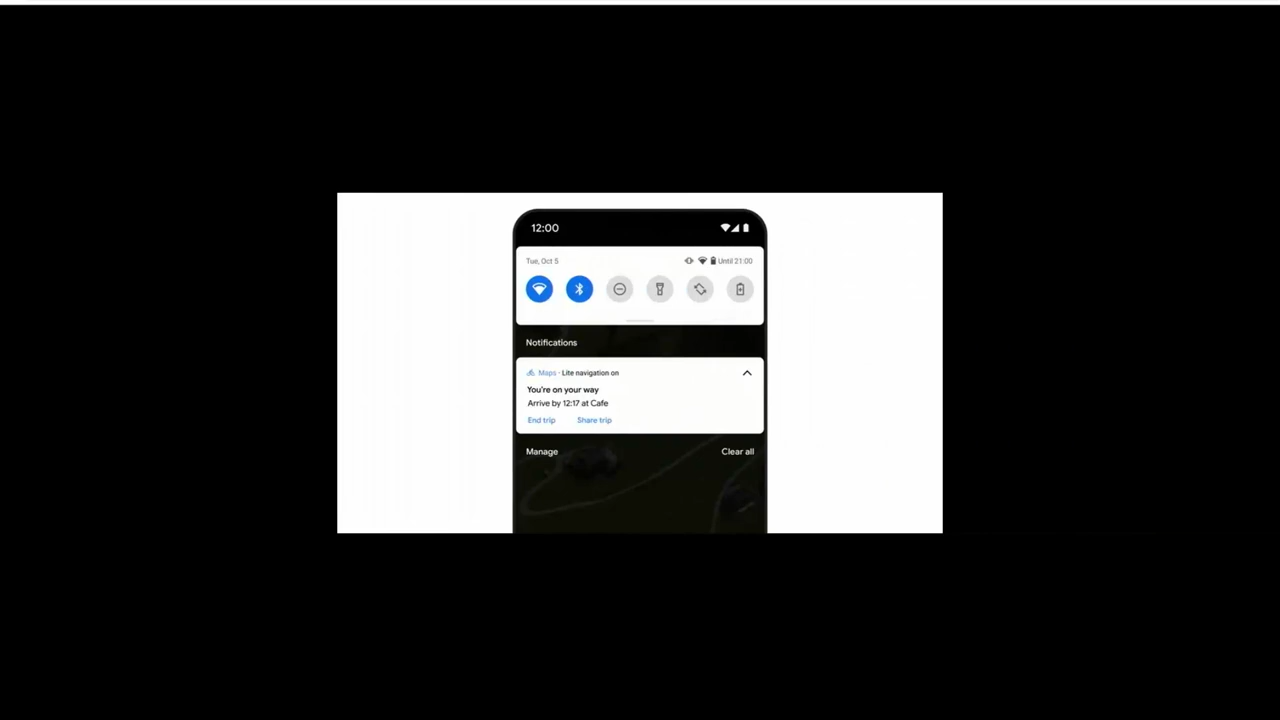 12:00
Tue, Oct 5
Until 21:00
Notifications
Maps · Lite navigation on
You're on your way
Arrive by 12:17 at Cafe
End trip Share trip
Manage Clear all